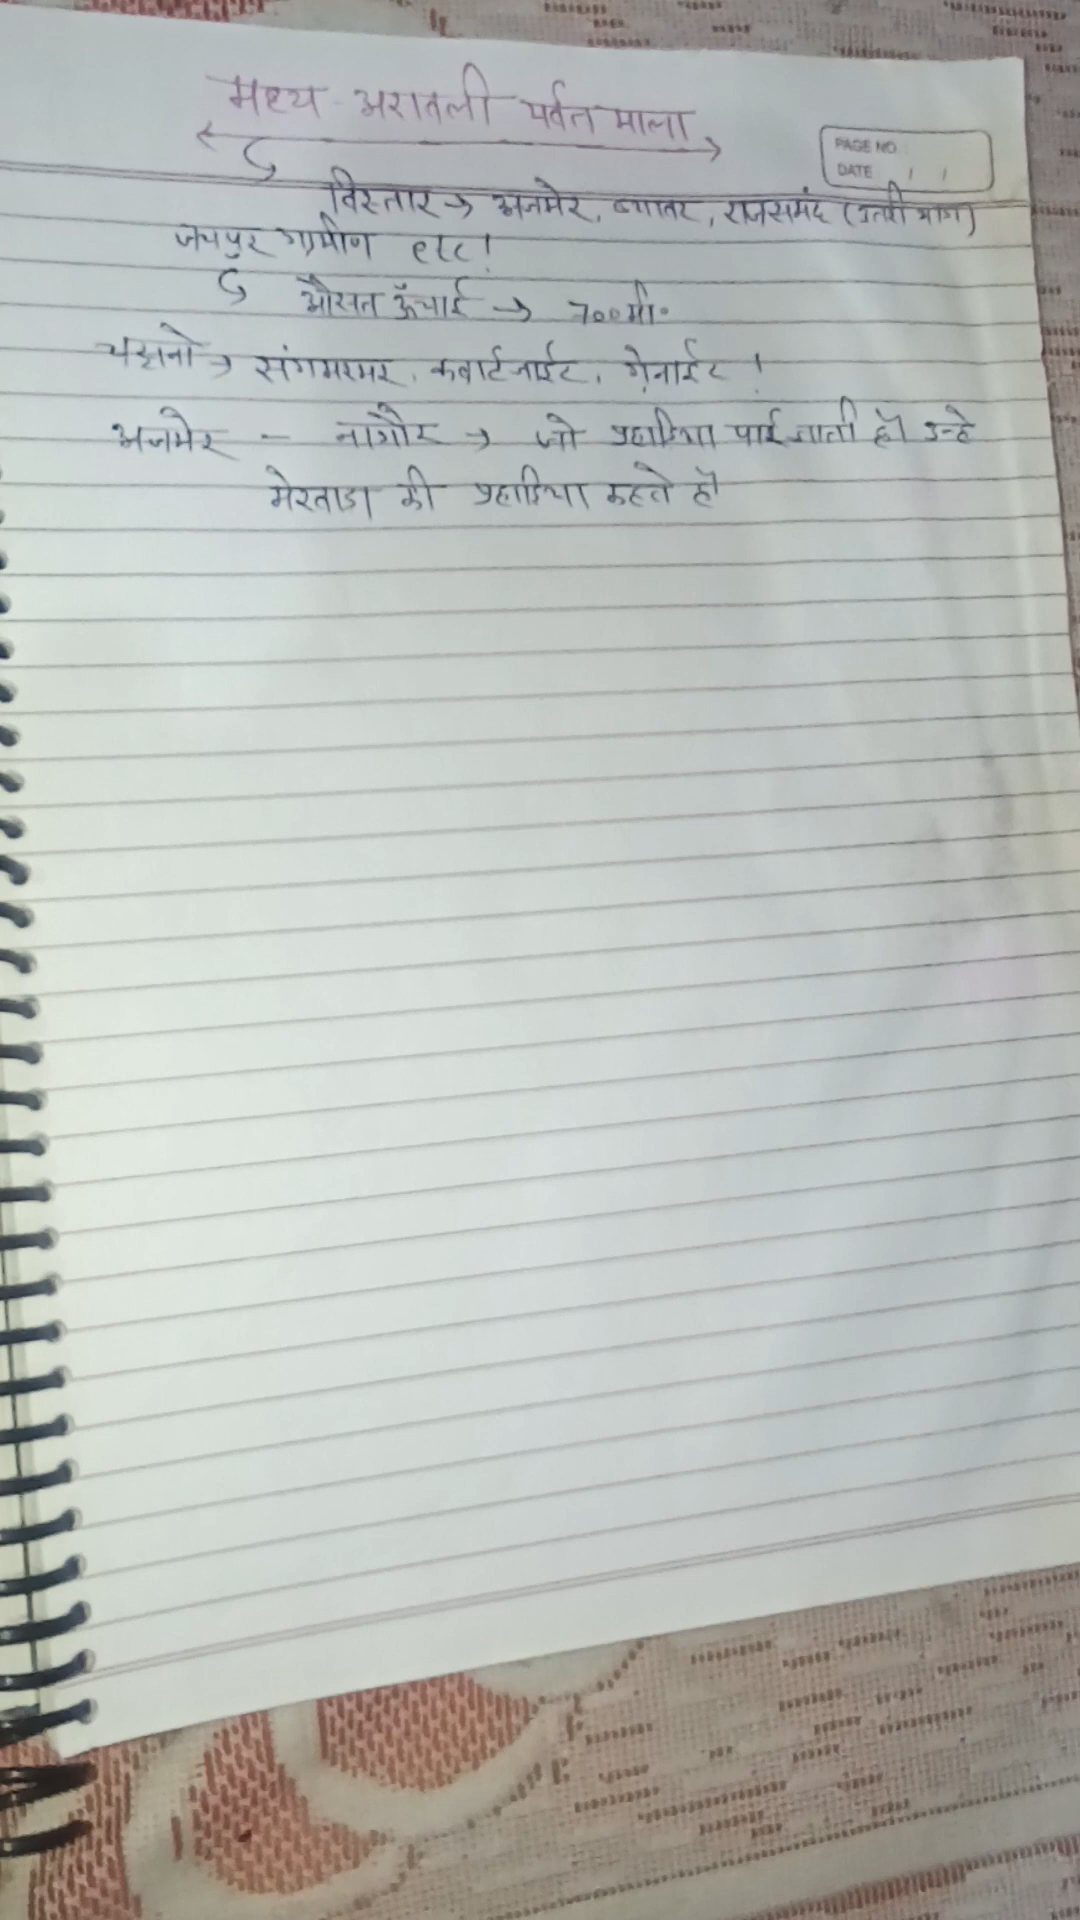 मध्य अरावली पर्वत माला
PAGE NO
DATE / /
विस्तार → अजमेर, ब्यावर, राजसमंद (उत्तरी भाग)
जयपुर ग्रामीण etc!
औसत ऊँचाई → 700मी.
चट्टाने → संगमरमर, क्वार्टजाईट, ग्रेनाईट !
अजमेर - नागौर → जो पहाडिया पाई जाती हैं उन्हे
मेरवाडा की पहाडिया कहते हैं